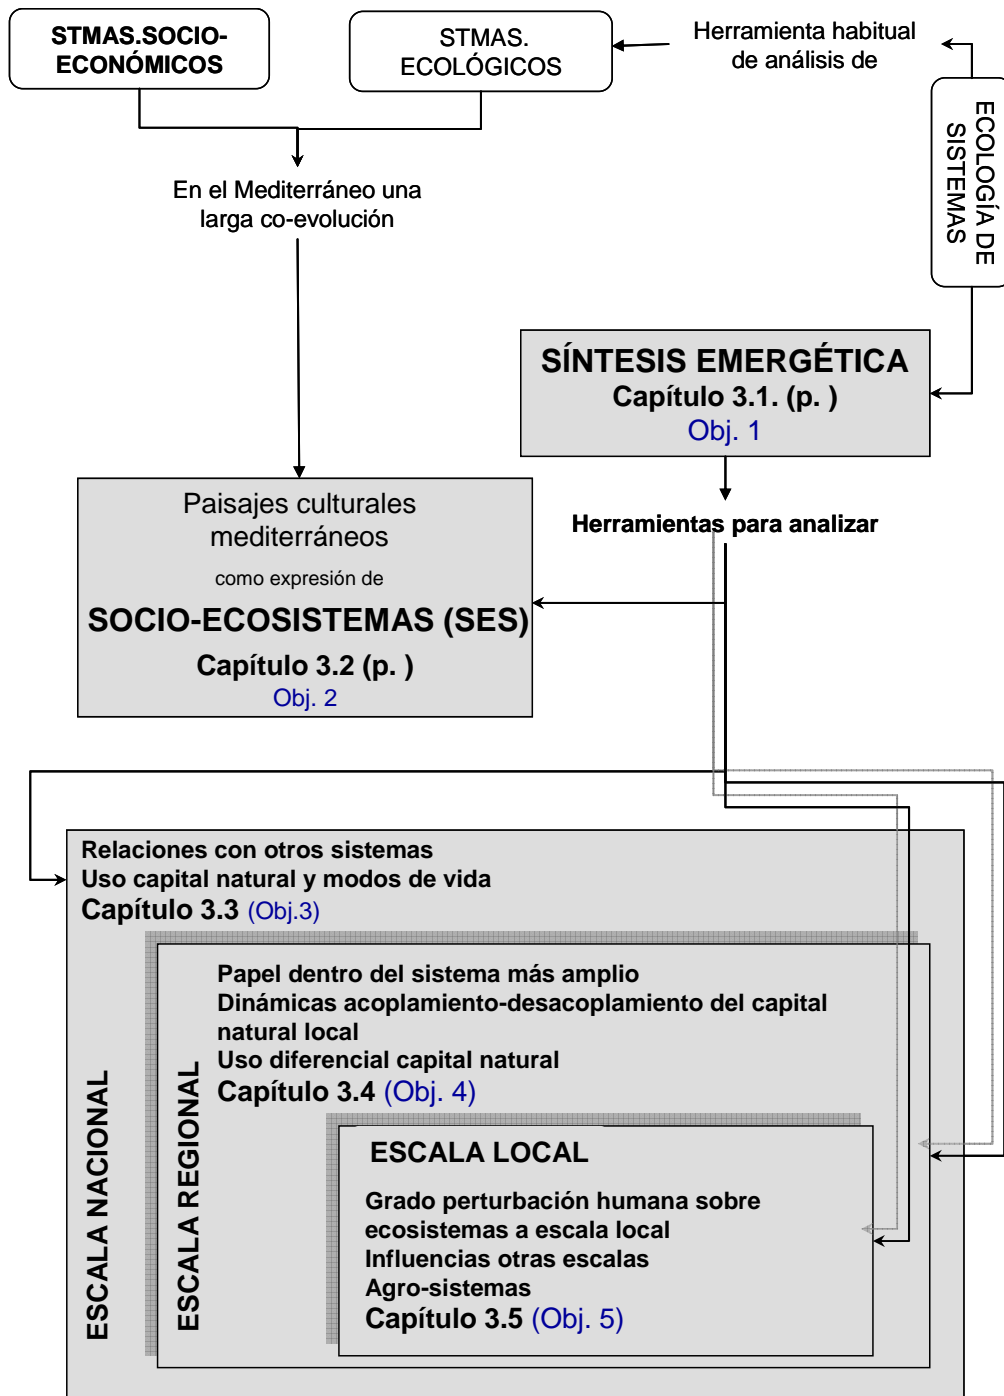 STMAS.SOCIO-
ECONÓMICOS
STMAS.
ECOLÓGICOS
Herramienta habitual
de análisis de
ECOLOGÍA DE
SISTEMAS
En el Mediterráneo una
larga co-evolución
SÍNTESIS EMERGÉTICA
Capítulo 3.1. (p. )
Obj. 1
Herramientas para analizar
Paisajes culturales
mediterráneos
como expresión de
SOCIO-ECOSISTEMAS (SES)
Capítulo 3.2 (p. )
Obj. 2
Relaciones con otros sistemas
Uso capital natural y modos de vida
Capítulo 3.3 (Obj.3)
ESCALA NACIONAL
Papel dentro del sistema más amplio
Dinámicas acoplamiento-desacoplamiento del capital
natural local
Uso diferencial capital natural
Capítulo 3.4 (Obj. 4)
ESCALA REGIONAL
ESCALA LOCAL
Grado perturbación humana sobre
ecosistemas a escala local
Influencias otras escalas
Agro-sistemas
Capítulo 3.5 (Obj. 5)